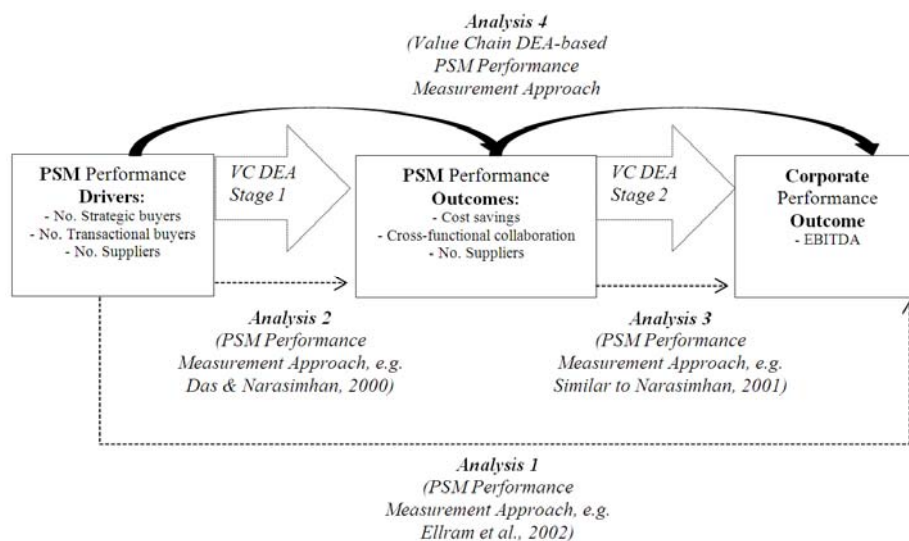 Analysis 4
(Value Chain DEA-based
PSM Performance
Measurement Approach
PSM Performance
Drivers:
- No. Strategic buyers
- No. Transactional buyers
- No. Suppliers
VC DEA
Stage 1
PSM Performance
Outcomes:
- Cost savings
- Cross-functional collaboration
- No. Suppliers
VC DEA
Stage 2
Corporate
Performance
Outcome
- EBITDA
Analysis 2
(PSM Performance
Measurement Approach, e.g.
Das & Narasimhan, 2000)
Analysis 3
(PSM Performance
Measurement Approach, e.g.
Similar to Narasimhan, 2001)
Analysis 1
(PSM Performance
Measurement Approach, e.g.
Ellram et al., 2002)